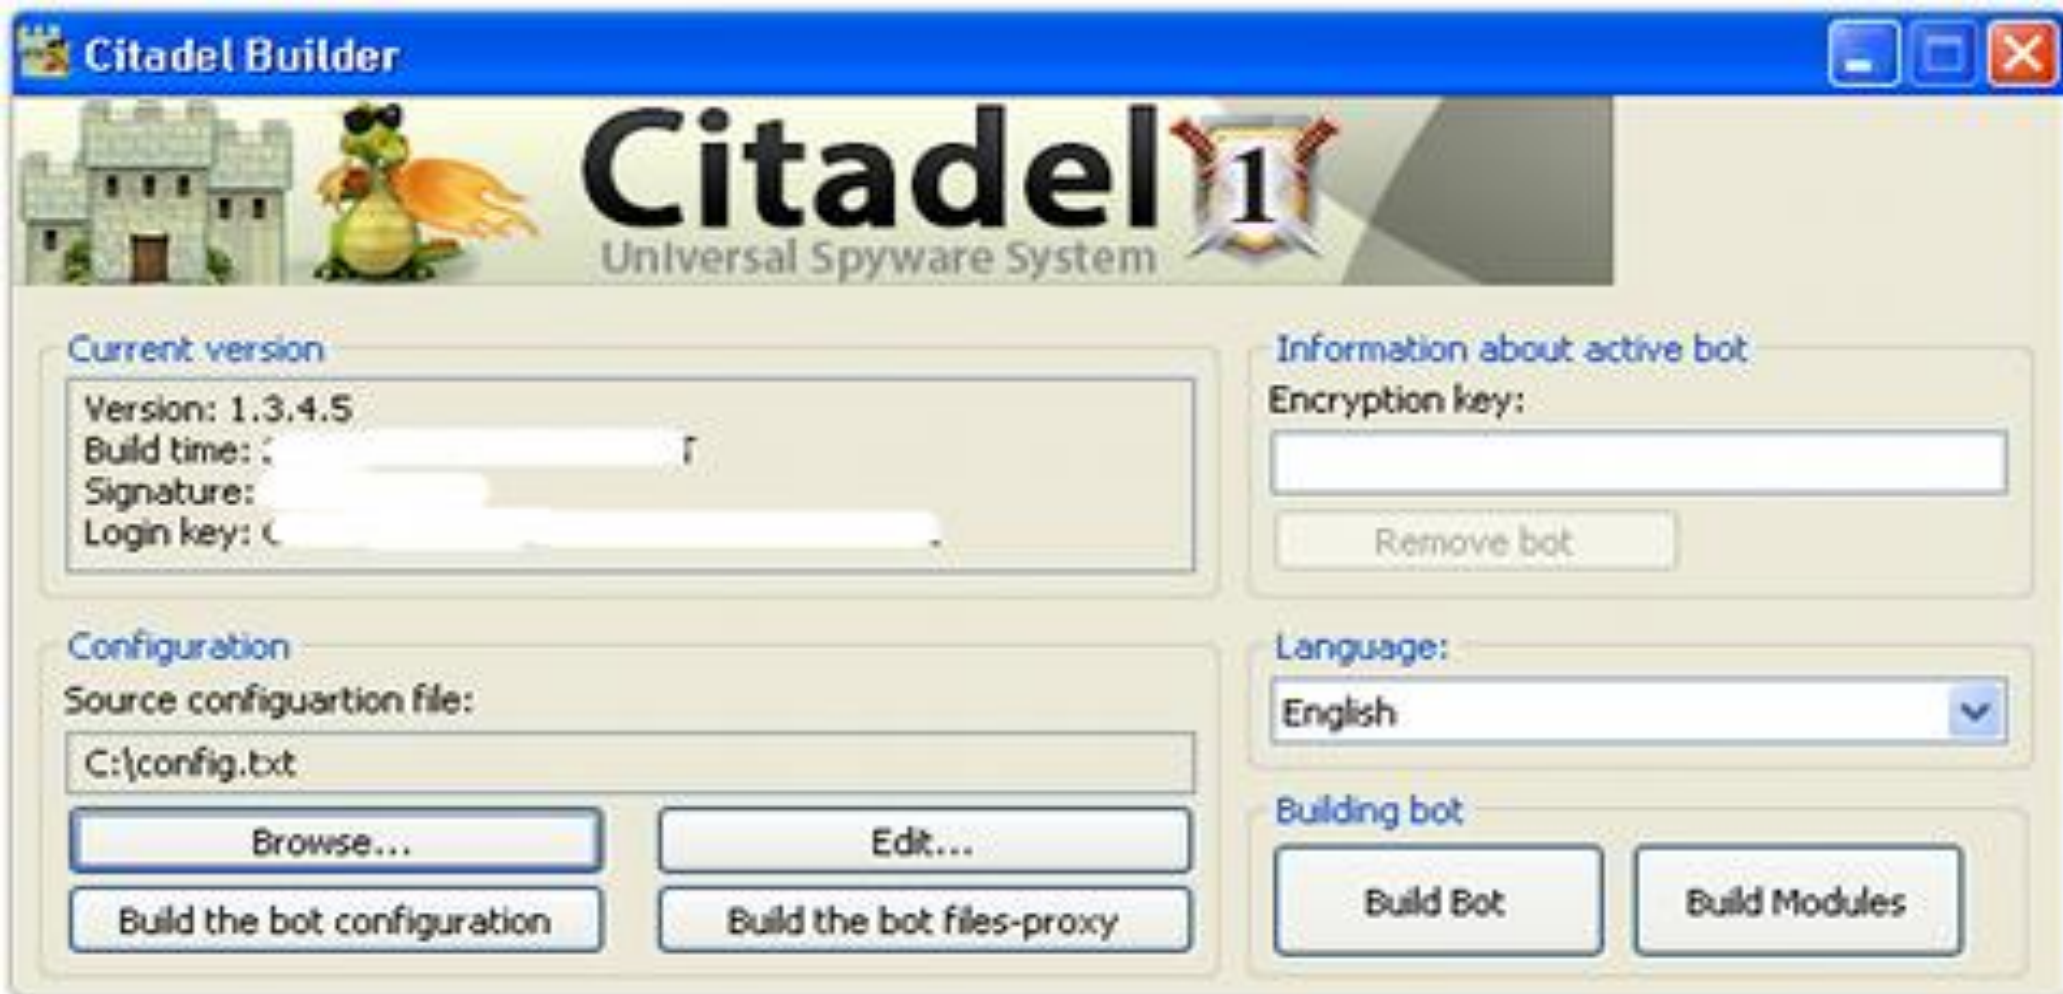 Citadel Builder
Citadel 1
Universal Spyware System
Current version
Version: 1.3.4.5
Build time:
Signature:
Login key:
Information about active bot
Encryption key:
Remove bot
Configuration
Source configuartion file:
C:\config.txt
Browse...
Edit...
Build the bot configuration
Build the bot files-proxy
Language:
English
Building bot
Build Bot
Build Modules